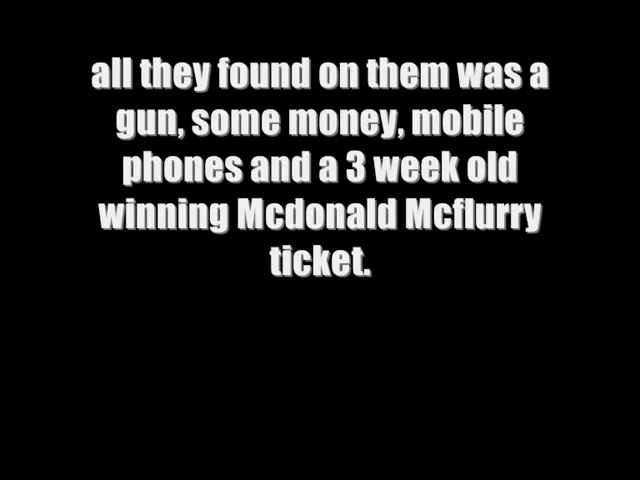 all they found on them was a
gun, some money, mobile
phones and a 3 week old
winning Mcdonald Mcflurry
ticket.